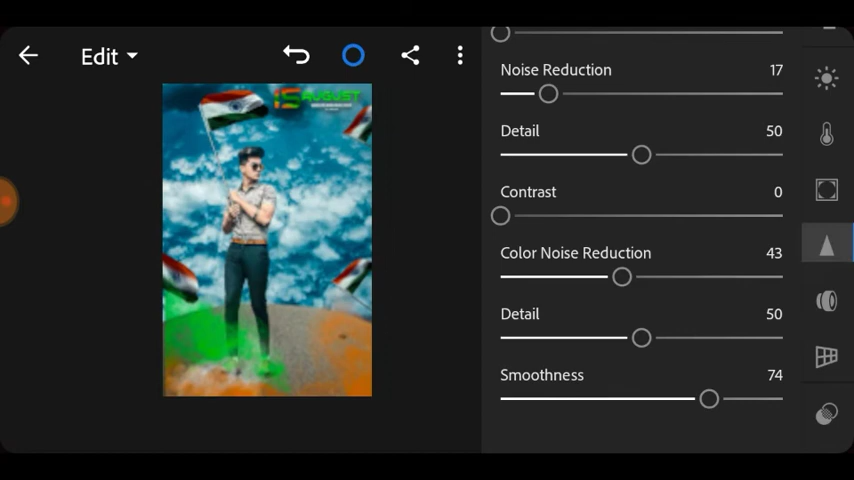 Edit
Noise Reduction 17
Detail 50
Contrast 0
Color Noise Reduction 43
Detail 50
Smoothness 74
15 AUGUST